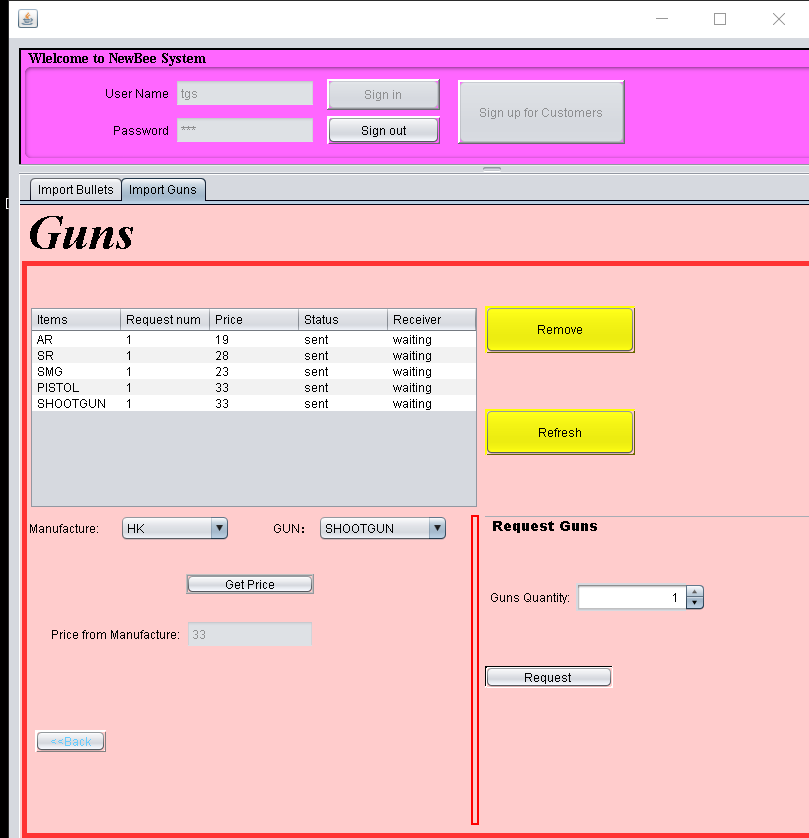 Wlelcome to NewBee System
User Name tgs Sign in Sign up for Customers
Password *** Sign out
Import Bullets Import Guns
Guns
Items Request num Price Status Receiver
AR 1 19 sent waiting
SR 1 28 sent waiting
SMG 1 23 sent waiting
PISTOL 1 33 sent waiting
SHOOTGUN 1 33 sent waiting
Remove
Refresh
Manufacture: HK GUN: SHOOTGUN
Get Price
Price from Manufacture: 33
<<Back
Request Guns
Guns Quantity: 1
Request